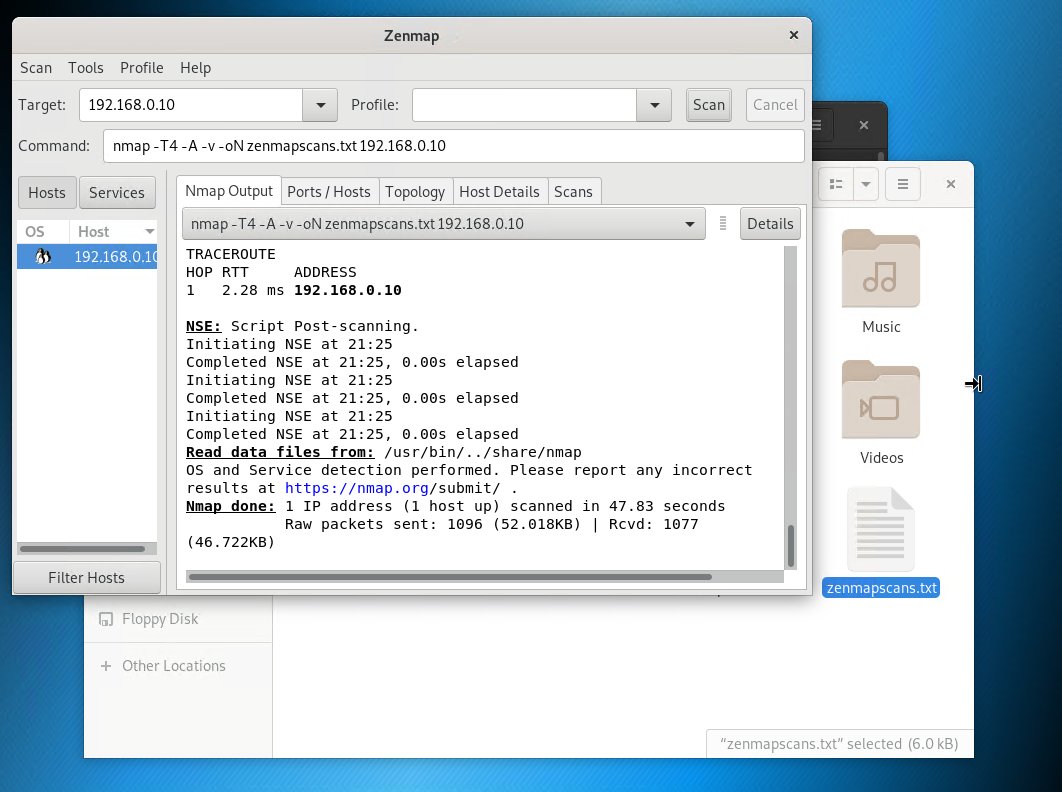 Zenmap
Scan Tools Profile Help
Target: 192.168.0.10 Profile: Scan Cancel
Command: nmap -T4 -A -v -oN zenmapscans.txt 192.168.0.10
Hosts Services
Nmap Output Ports / Hosts Topology Host Details Scans
OS Host
192.168.0.10
nmap -T4 -A -v -oN zenmapscans.txt 192.168.0.10 Details
TRACEROUTE
HOP RTT ADDRESS
1 2.28 ms 192.168.0.10
NSE: Script Post-scanning.
Initiating NSE at 21:25
Completed NSE at 21:25, 0.00s elapsed
Initiating NSE at 21:25
Completed NSE at 21:25, 0.00s elapsed
Initiating NSE at 21:25
Completed NSE at 21:25, 0.00s elapsed
Read data files from: /usr/bin/../share/nmap
OS and Service detection performed. Please report any incorrect
results at https://nmap.org/submit/ .
Nmap done: 1 IP address (1 host up) scanned in 47.83 seconds
Raw packets sent: 1096 (52.018KB) | Rcvd: 1077
(46.722KB)
Filter Hosts
Music
Videos
zenmapscans.txt
Floppy Disk
Other Locations
“zenmapscans.txt” selected (6.0 kB)